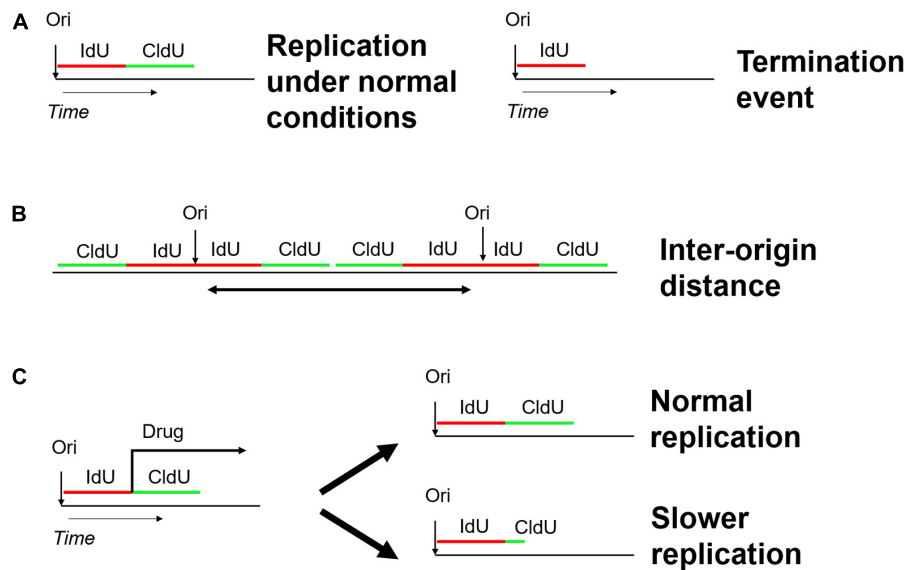 A
Ori
IdU CldU
Time
Replication
under normal
conditions
Ori
IdU
Time
Termination
event
B
Ori Ori
CldU IdU IdU CldU CldU IdU IdU CldU
Inter-origin
distance
C
Ori
Drug
IdU CldU
Time
Ori
IdU CldU
Normal
replication
Ori
IdU CldU
Slower
replication